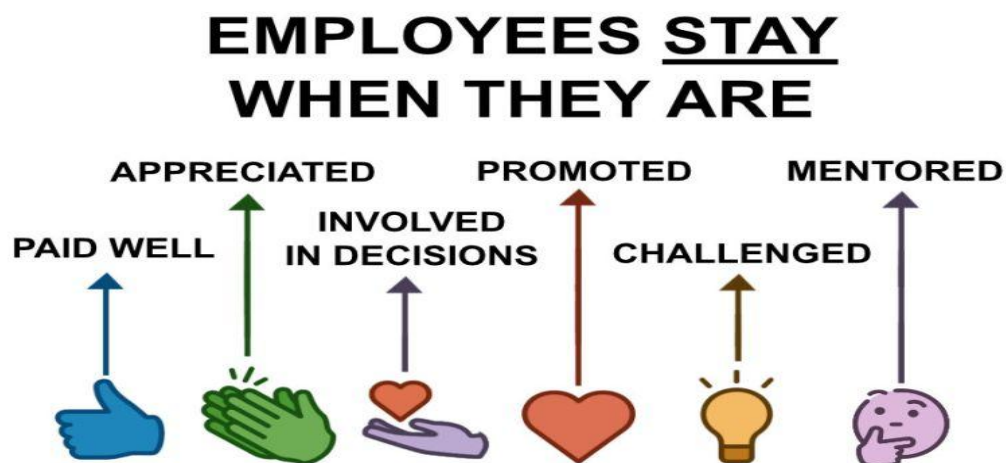 EMPLOYEES STAY
WHEN THEY ARE
PAID WELL
APPRECIATED
INVOLVED
IN DECISIONS
PROMOTED
CHALLENGED
MENTORED